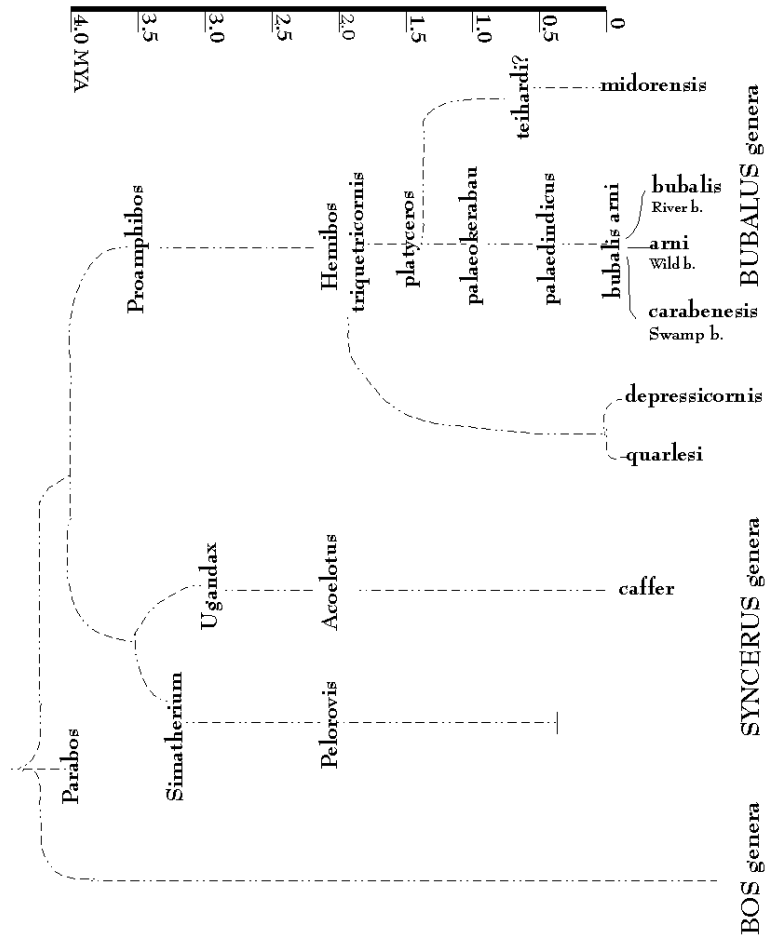 4.0 MYA
3.5
3.0
2.5
2.0
1.5
1.0
0.5
0
teihardi?
midorensis
Proamphibos
Hemibos
triquetricornis
platyceros
palaeokerabau
palaedindicus
bubalis arni
bubalis
River b.
arni
Wild b.
carabenesis
Swamp b.
BUBALUS genera
depressicornis
quarlesi
Ugandax
Acoelotus
caffer
SYNCERUS genera
Simatherium
Pelorovis
Parabos
BOS genera